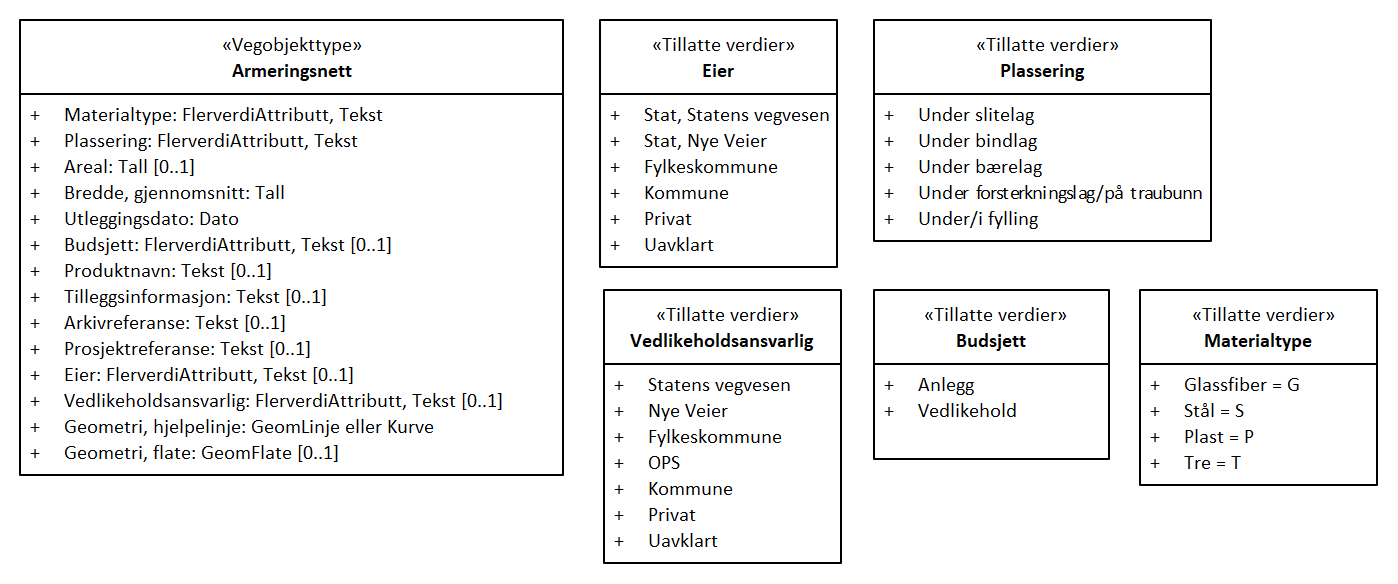 «Vegobjekttype»
Armeringsnett
+ Materialtype: FlerverdiAttributt, Tekst
+ Plassering: FlerverdiAttributt, Tekst
+ Areal: Tall [0..1]
+ Bredde, gjennomsnitt: Tall
+ Utleggingsdato: Dato
+ Budsjett: FlerverdiAttributt, Tekst [0..1]
+ Produktnavn: Tekst [0..1]
+ Tilleggsinformasjon: Tekst [0..1]
+ Arkivreferanse: Tekst [0..1]
+ Prosjektreferanse: Tekst [0..1]
+ Eier: FlerverdiAttributt, Tekst [0..1]
+ Vedlikeholdsansvarlig: FlerverdiAttributt, Tekst [0..1]
+ Geometri, hjelpelinje: GeomLinje eller Kurve
+ Geometri, flate: GeomFlate [0..1]
«Tillatte verdier»
Eier
+ Stat, Statens vegvesen
+ Stat, Nye Veier
+ Fylkeskommune
+ Kommune
+ Privat
+ Uavklart
«Tillatte verdier»
Plassering
+ Under slitelag
+ Under bindlag
+ Under bærelag
+ Under forsterkningslag/på traubunn
+ Under/i fylling
«Tillatte verdier»
Vedlikeholdsansvarlig
+ Statens vegvesen
+ Nye Veier
+ Fylkeskommune
+ OPS
+ Kommune
+ Privat
+ Uavklart
«Tillatte verdier»
Budsjett
+ Anlegg
+ Vedlikehold
«Tillatte verdier»
Materialtype
+ Glassfiber = G
+ Stål = S
+ Plast = P
+ Tre = T